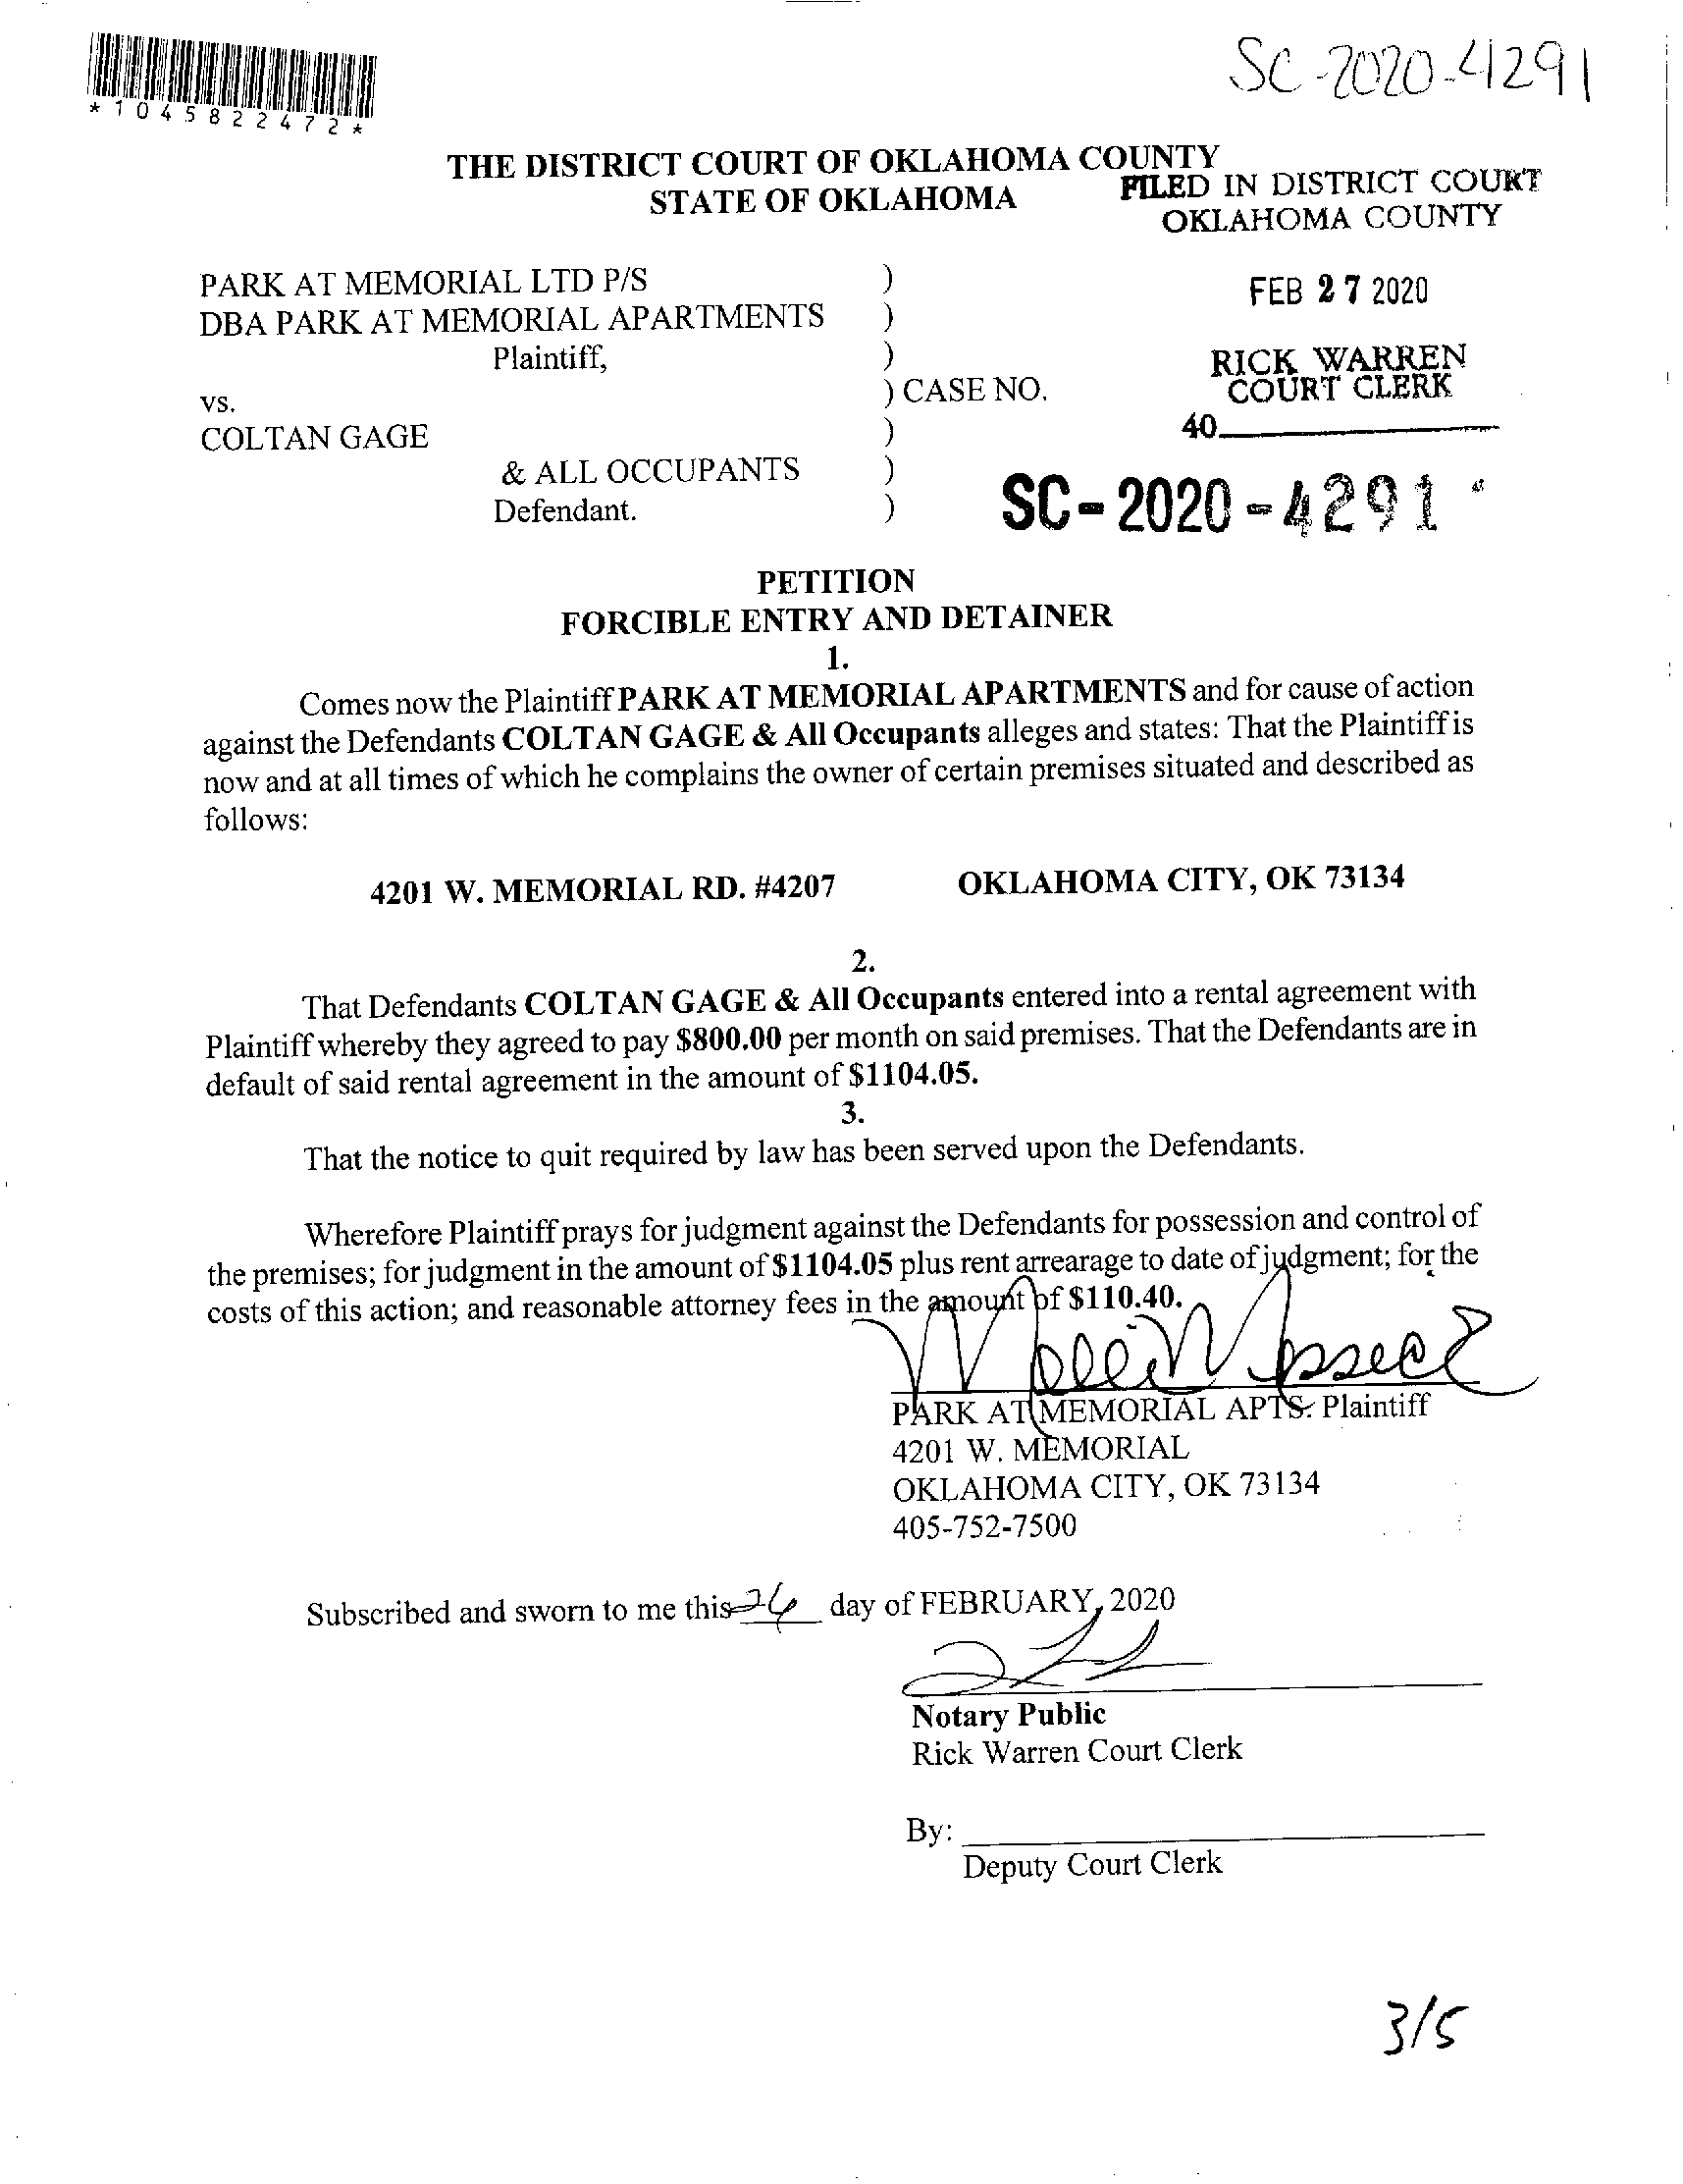 SC-2020-4291
*1045822472*
THE DISTRICT COURT OF OKLAHOMA COUNTY
STATE OF OKLAHOMA
FILED IN DISTRICT COURT
OKLAHOMA COUNTY
PARK AT MEMORIAL LTD P/S )
DBA PARK AT MEMORIAL APARTMENTS )
Plaintiff, )
vs. ) CASE NO.
COLTAN GAGE )
& ALL OCCUPANTS )
Defendant. )
FEB 27 2020
RICK WARREN
COURT CLERK
40
SC-2020-4291
PETITION
FORCIBLE ENTRY AND DETAINER
1.
Comes now the Plaintiff PARK AT MEMORIAL APARTMENTS and for cause of action
against the Defendants COLTAN GAGE & All Occupants alleges and states: That the Plaintiff is
now and at all times of which he complains the owner of certain premises situated and described as
follows:
4201 W. MEMORIAL RD. #4207 OKLAHOMA CITY, OK 73134
2.
That Defendants COLTAN GAGE & All Occupants entered into a rental agreement with
Plaintiff whereby they agreed to pay $800.00 per month on said premises. That the Defendants are in
default of said rental agreement in the amount of $1104.05.
3.
That the notice to quit required by law has been served upon the Defendants.
Wherefore Plaintiff prays for judgment against the Defendants for possession and control of
the premises; for judgment in the amount of $1104.05 plus rent arrearage to date of judgment; for the
costs of this action; and reasonable attorney fees in the amount of $110.40.
PARK AT MEMORIAL APTS. Plaintiff
4201 W. MEMORIAL
OKLAHOMA CITY, OK 73134
405-752-7500
Subscribed and sworn to me this 26 day of FEBRUARY, 2020
Notary Public
Rick Warren Court Clerk
By:
Deputy Court Clerk
3/5